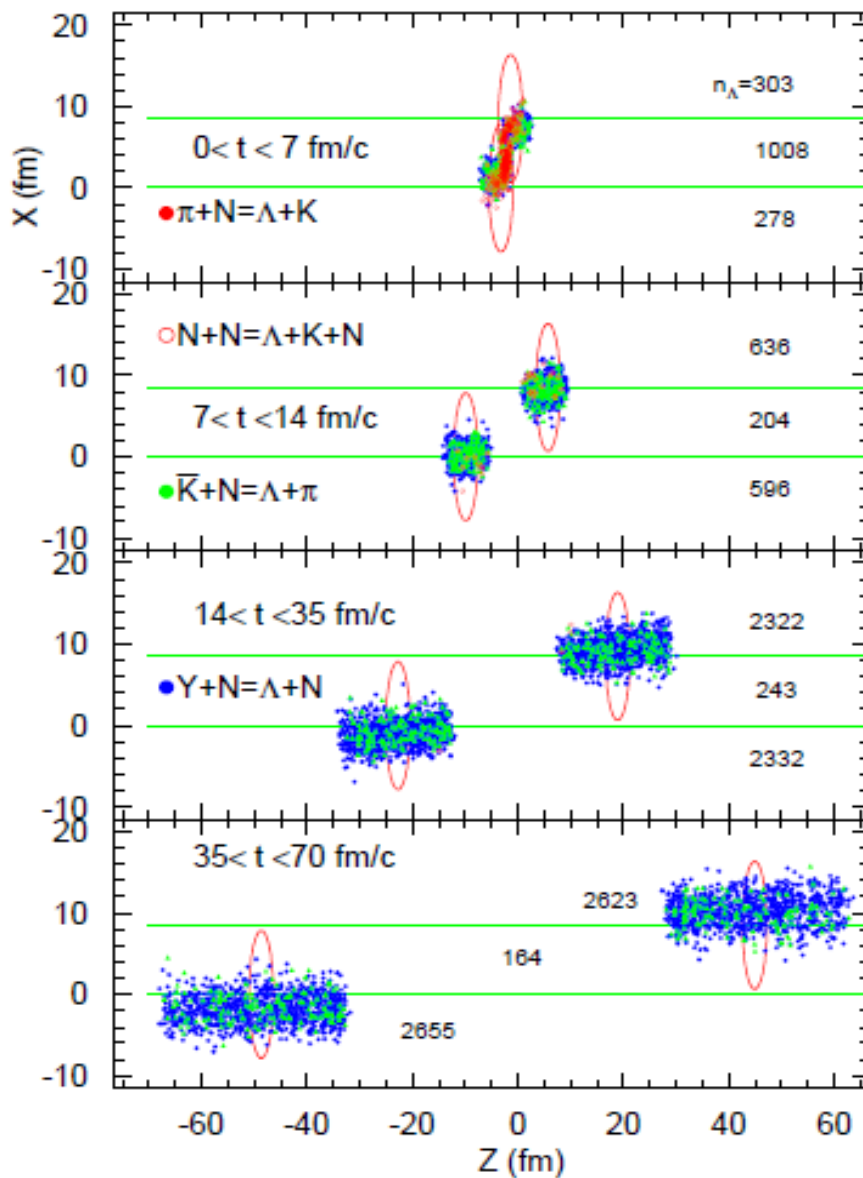 20
n_Λ=303
10
0< t < 7 fm/c
1008
X (fm)
0
π+N=Λ+K
278
-10
20
N+N=Λ+K+N
636
10
7< t <14 fm/c
204
0
K̅+N=Λ+π
596
-10
20
14< t <35 fm/c
2322
10
Y+N=Λ+N
243
0
2332
-10
20
35< t <70 fm/c
10
2623
164
0
2655
-10
-60 -40 -20 0 20 40 60
Z (fm)